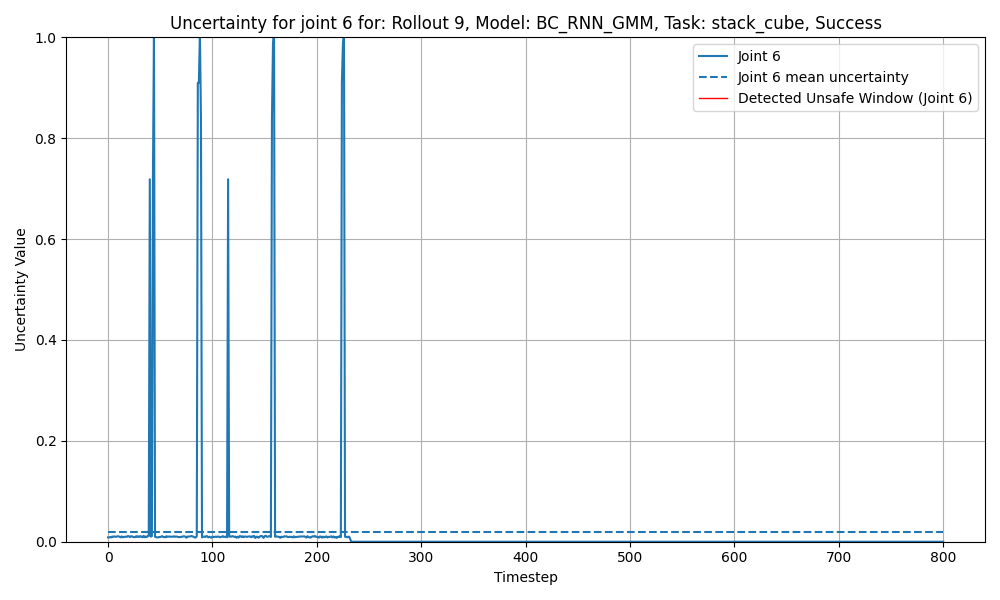 Uncertainty for joint 6 for: Rollout 9, Model: BC_RNN_GMM, Task: stack_cube, Success
Joint 6
Joint 6 mean uncertainty
Detected Unsafe Window (Joint 6)
Uncertainty Value
1.0
0.8
0.6
0.4
0.2
0.0
0 100 200 300 400 500 600 700 800
Timestep